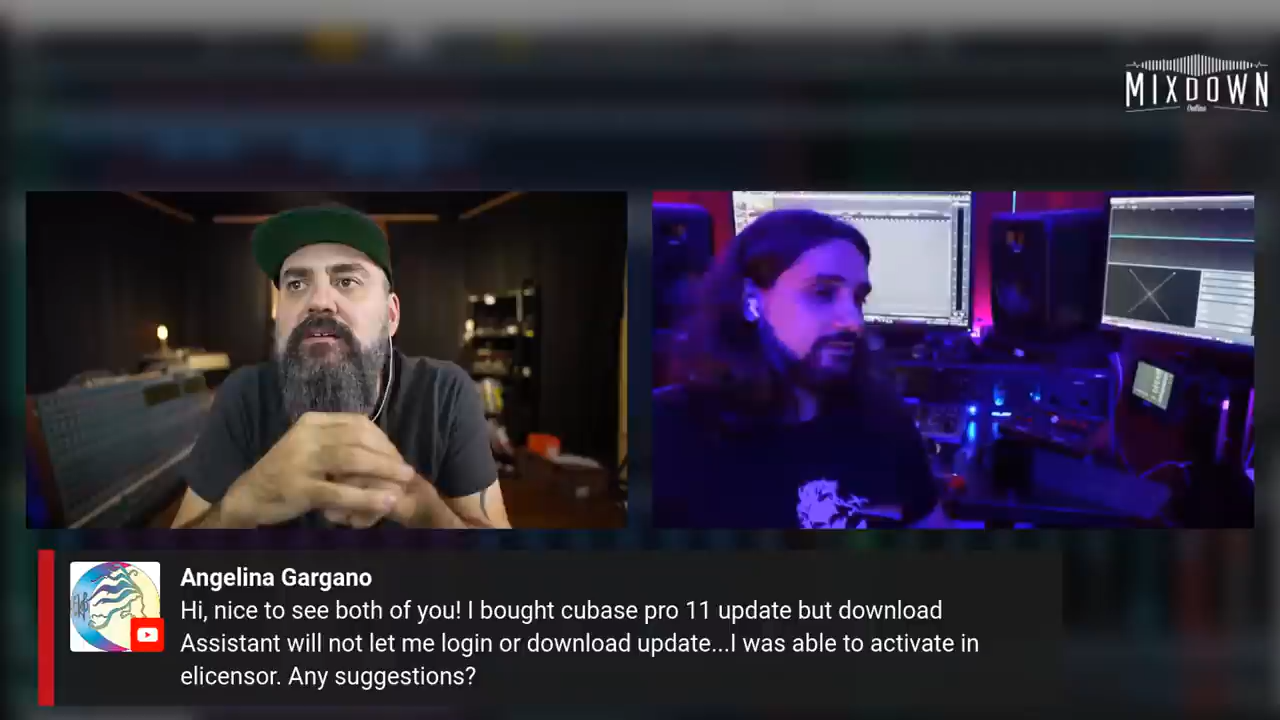 MIXDOWN
Online
Angelina Gargano
Hi, nice to see both of you! I bought cubase pro 11 update but download
Assistant will not let me login or download update...I was able to activate in
elicensor. Any suggestions?